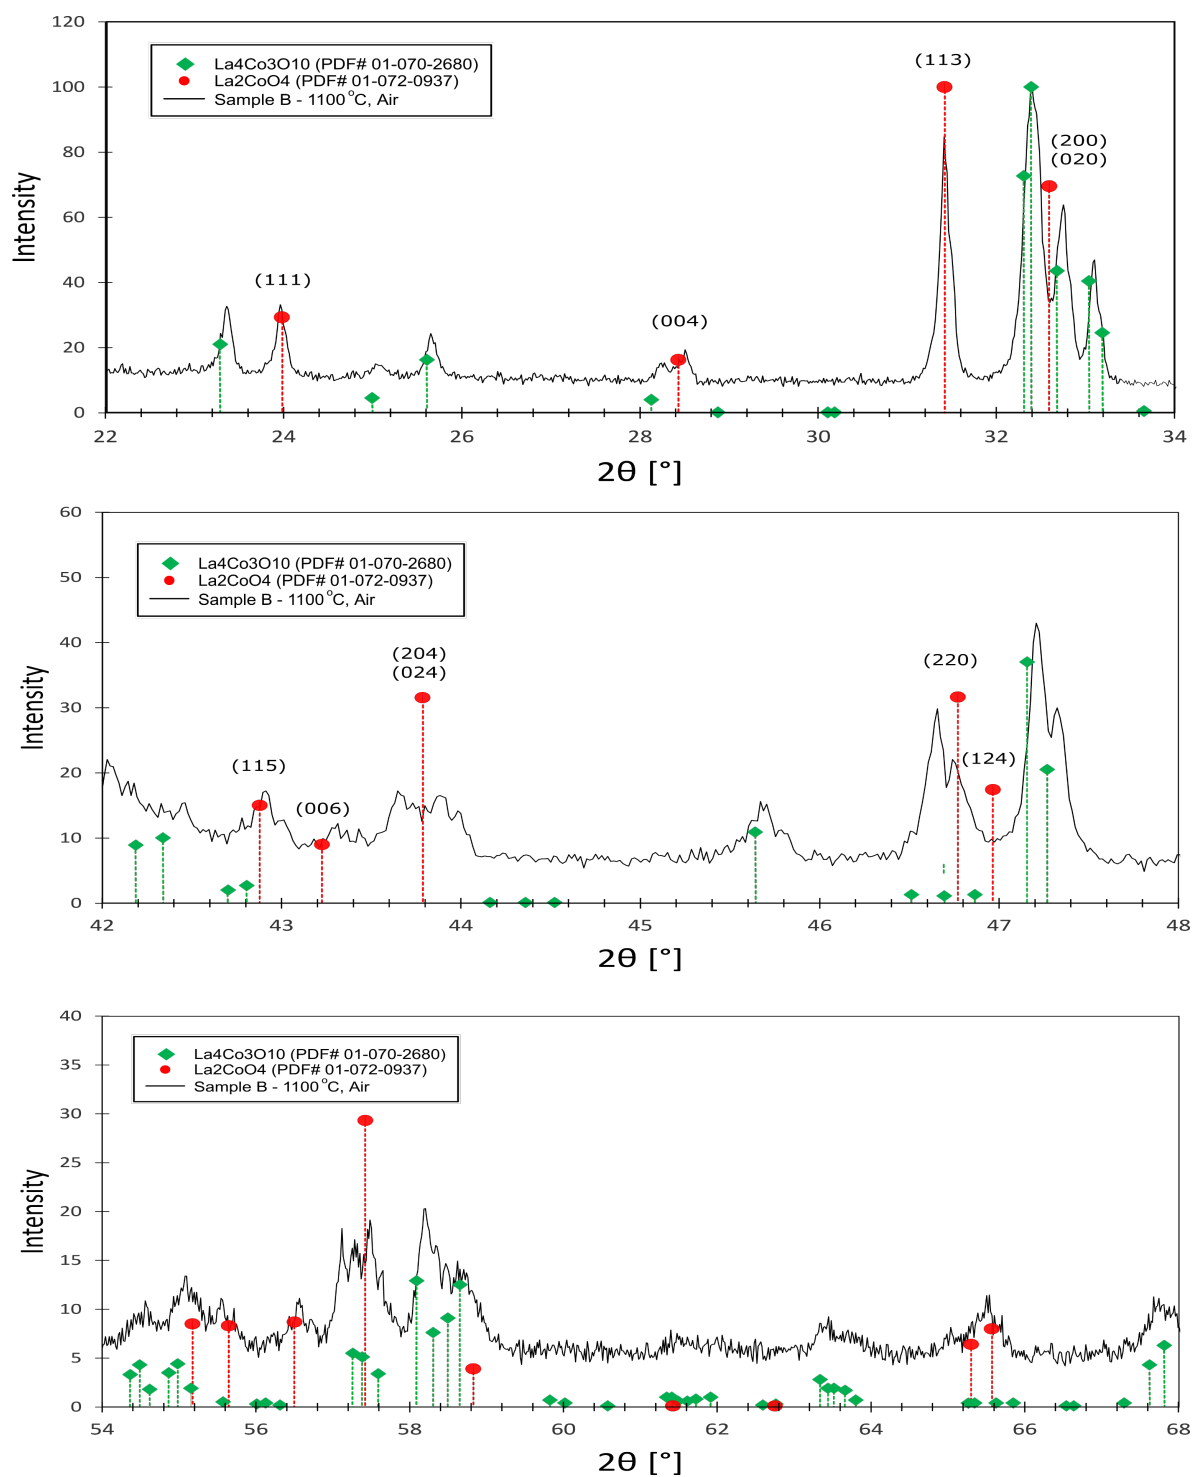 120
100
80
60
40
20
0
Intensity
La4Co3O10 (PDF# 01-070-2680)
La2CoO4 (PDF# 01-072-0937)
Sample B - 1100°C, Air
(111)
(004)
(113)
(200)
(020)
22 24 26 28 30 32 34
2θ [°]
60
50
40
30
20
10
0
Intensity
La4Co3O10 (PDF# 01-070-2680)
La2CoO4 (PDF# 01-072-0937)
Sample B - 1100°C, Air
(115)
(006)
(204)
(024)
(220)
(124)
42 43 44 45 46 47 48
2θ [°]
40
35
30
25
20
15
10
5
0
Intensity
La4Co3O10 (PDF# 01-070-2680)
La2CoO4 (PDF# 01-072-0937)
Sample B - 1100°C, Air
54 56 58 60 62 64 66 68
2θ [°]